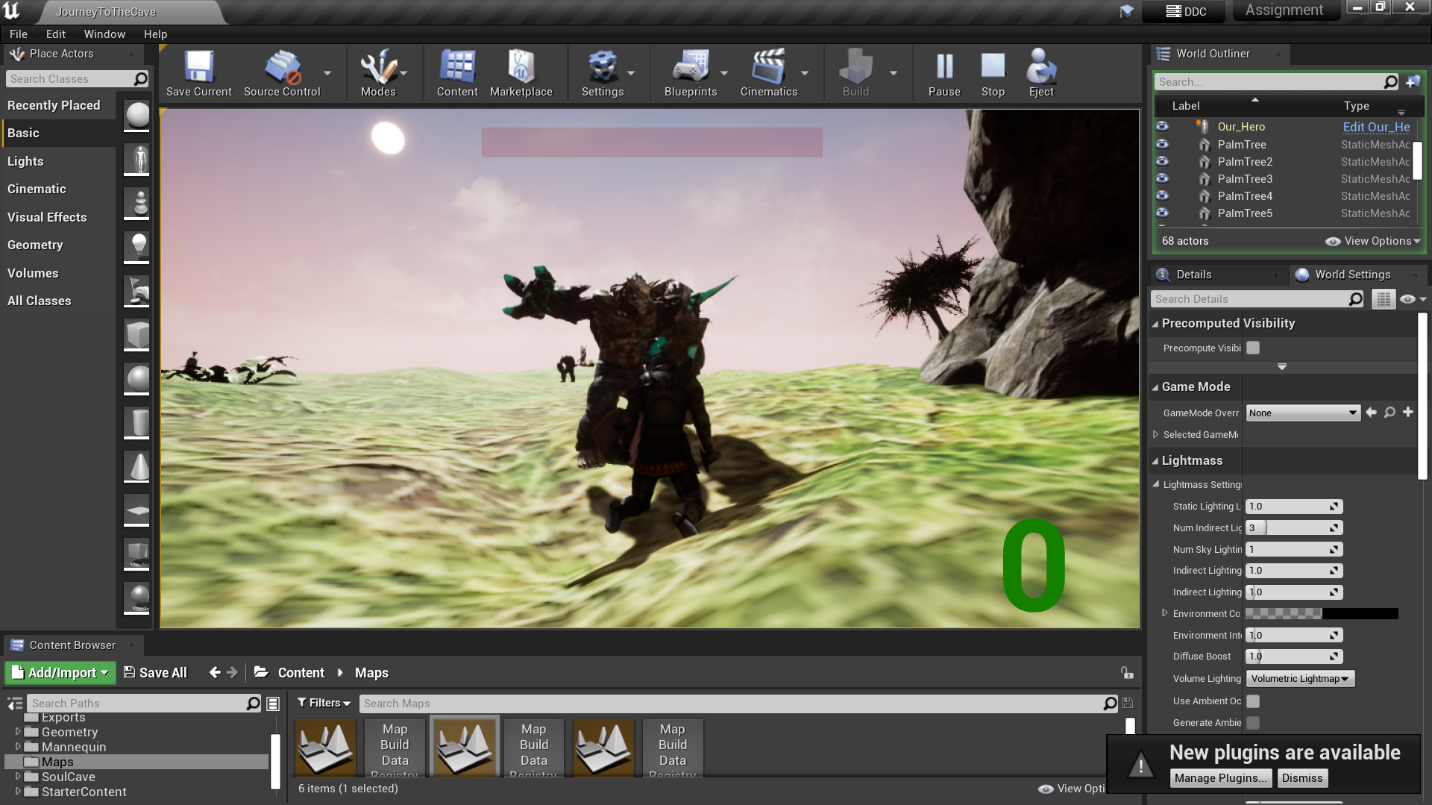 JourneyToTheCave
DDC
Assignment
File Edit Window Help
Place Actors
Search Classes
Recently Placed
Basic
Lights
Cinematic
Visual Effects
Geometry
Volumes
All Classes
Save Current
Source Control
Modes
Content
Marketplace
Settings
Blueprints
Cinematics
Build
Pause
Stop
Eject
0
World Outliner
Search...
Label Type
Our_Hero Edit Our_He
PalmTree StaticMeshAc
PalmTree2 StaticMeshAc
PalmTree3 StaticMeshAc
PalmTree4 StaticMeshAc
PalmTree5 StaticMeshAc
68 actors View Options
Details World Settings
Search Details
Precomputed Visibility
Precompute Visibi
Game Mode
GameMode Overr None
Selected GameM
Lightmass
Lightmass Setting
Static Lighting L 1.0
Num Indirect Lig 3
Num Sky Lightin 1
Indirect Lighting 1.0
Indirect Lighting 1.0
Environment Co
Environment Int 1.0
Diffuse Boost 1.0
Volume Lighting Volumetric Lightmap
Use Ambient Oc
Generate Ambie
New plugins are available
Manage Plugins... Dismiss
Content Browser
Add/Import Save All Content Maps
Search Paths
Exports
Geometry
Mannequin
Maps
SoulCave
StarterContent
Filters Search Maps
Map Build Data Registry
Map Build Data Registry
Map Build Data Registry
6 items (1 selected)
View Opti